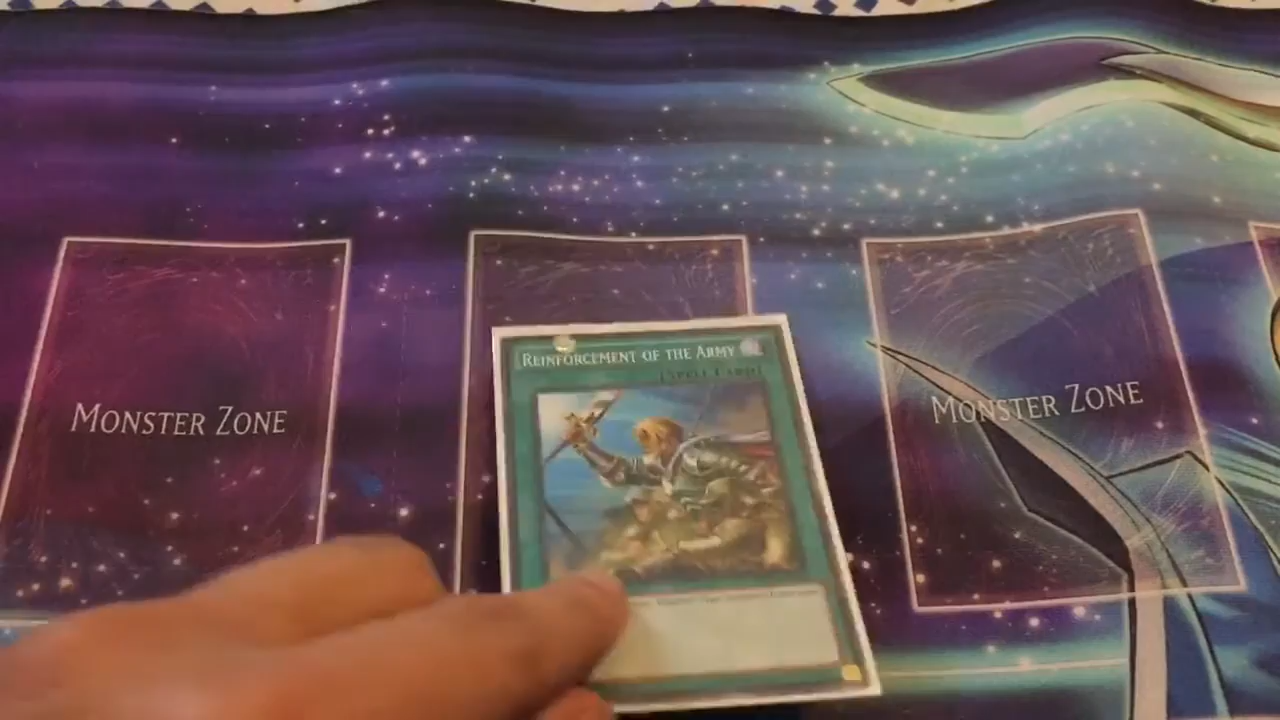 REINFORCEMENT OF THE ARMY
[SPELL CARD]
MONSTER ZONE
MONSTER ZONE